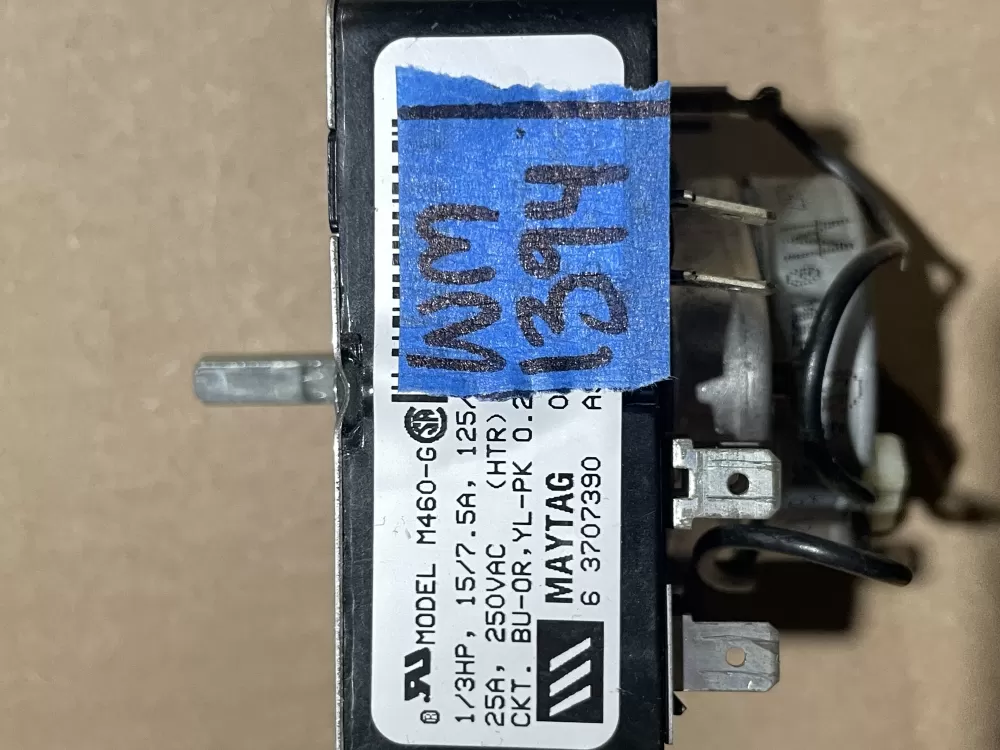 WM
1394
MODEL M460-G
1/3HP, 15/7.5A, 125
25A, 250VAC (HTR)
CKT. BU-OR,YL-PK 0.2
MAYTAG
6 3707390